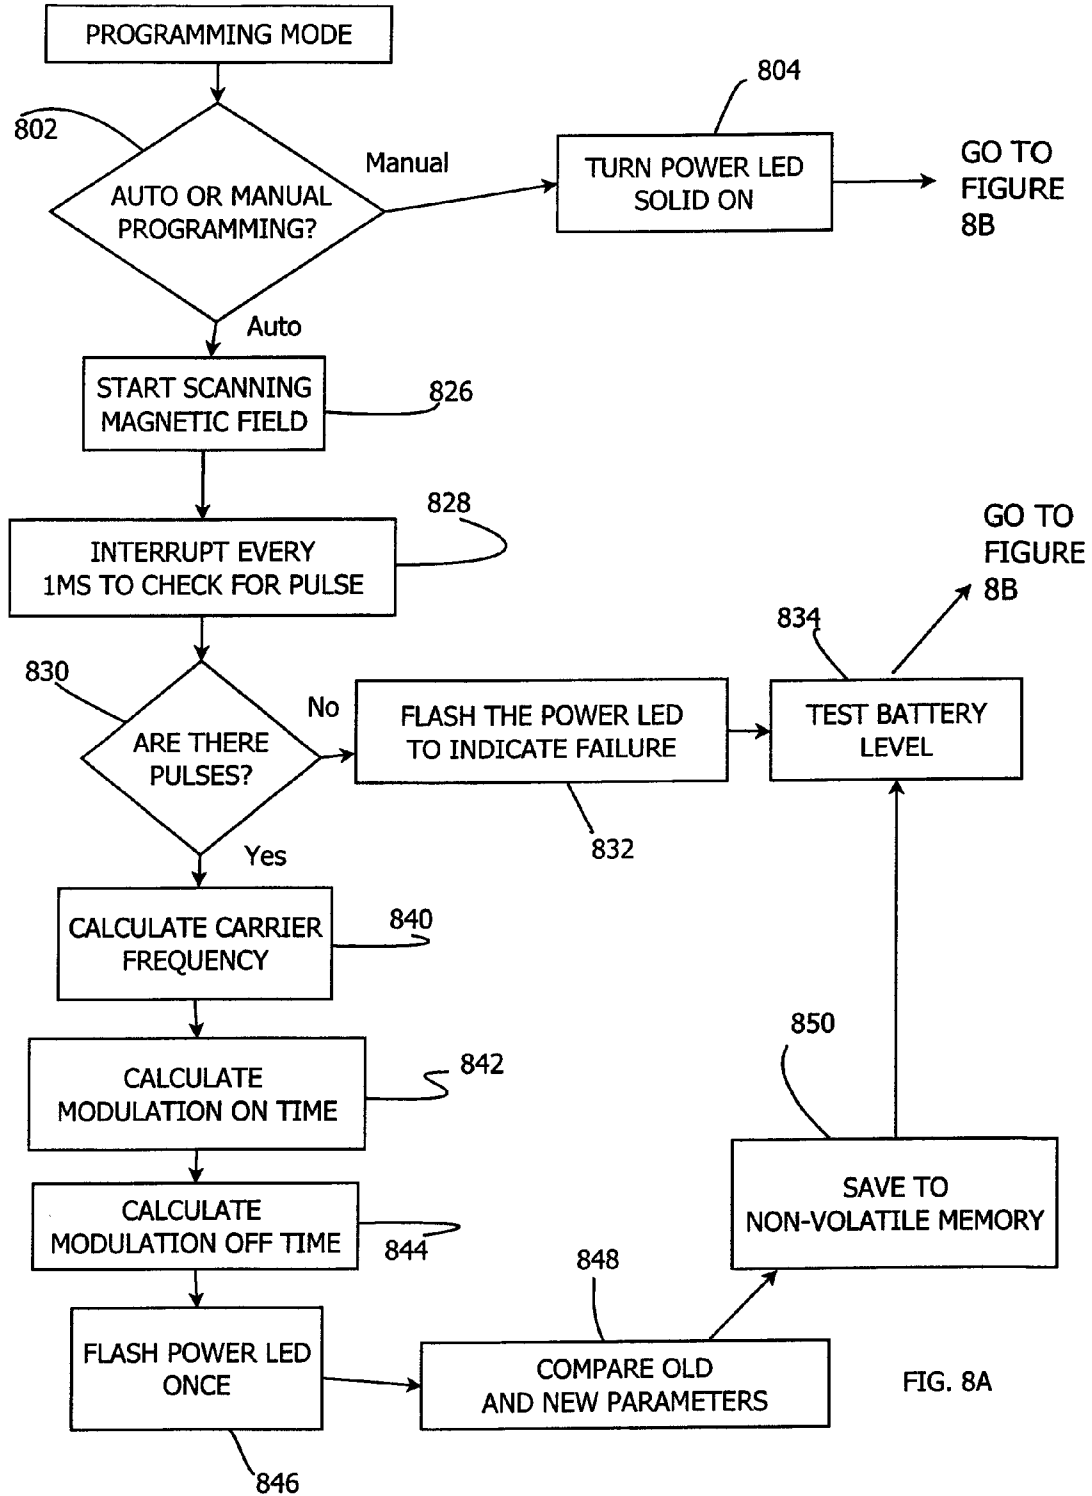 PROGRAMMING MODE
802
AUTO OR MANUAL
PROGRAMMING?
Manual
804
TURN POWER LED
SOLID ON
GO TO
FIGURE
8B
Auto
START SCANNING
MAGNETIC FIELD
826
INTERRUPT EVERY
1MS TO CHECK FOR PULSE
828
GO TO
FIGURE
8B
830
ARE THERE
PULSES?
No
FLASH THE POWER LED
TO INDICATE FAILURE
832
834
TEST BATTERY
LEVEL
Yes
CALCULATE CARRIER
FREQUENCY
840
CALCULATE
MODULATION ON TIME
842
CALCULATE
MODULATION OFF TIME
844
FLASH POWER LED
ONCE
846
848
COMPARE OLD
AND NEW PARAMETERS
850
SAVE TO
NON-VOLATILE MEMORY
FIG. 8A